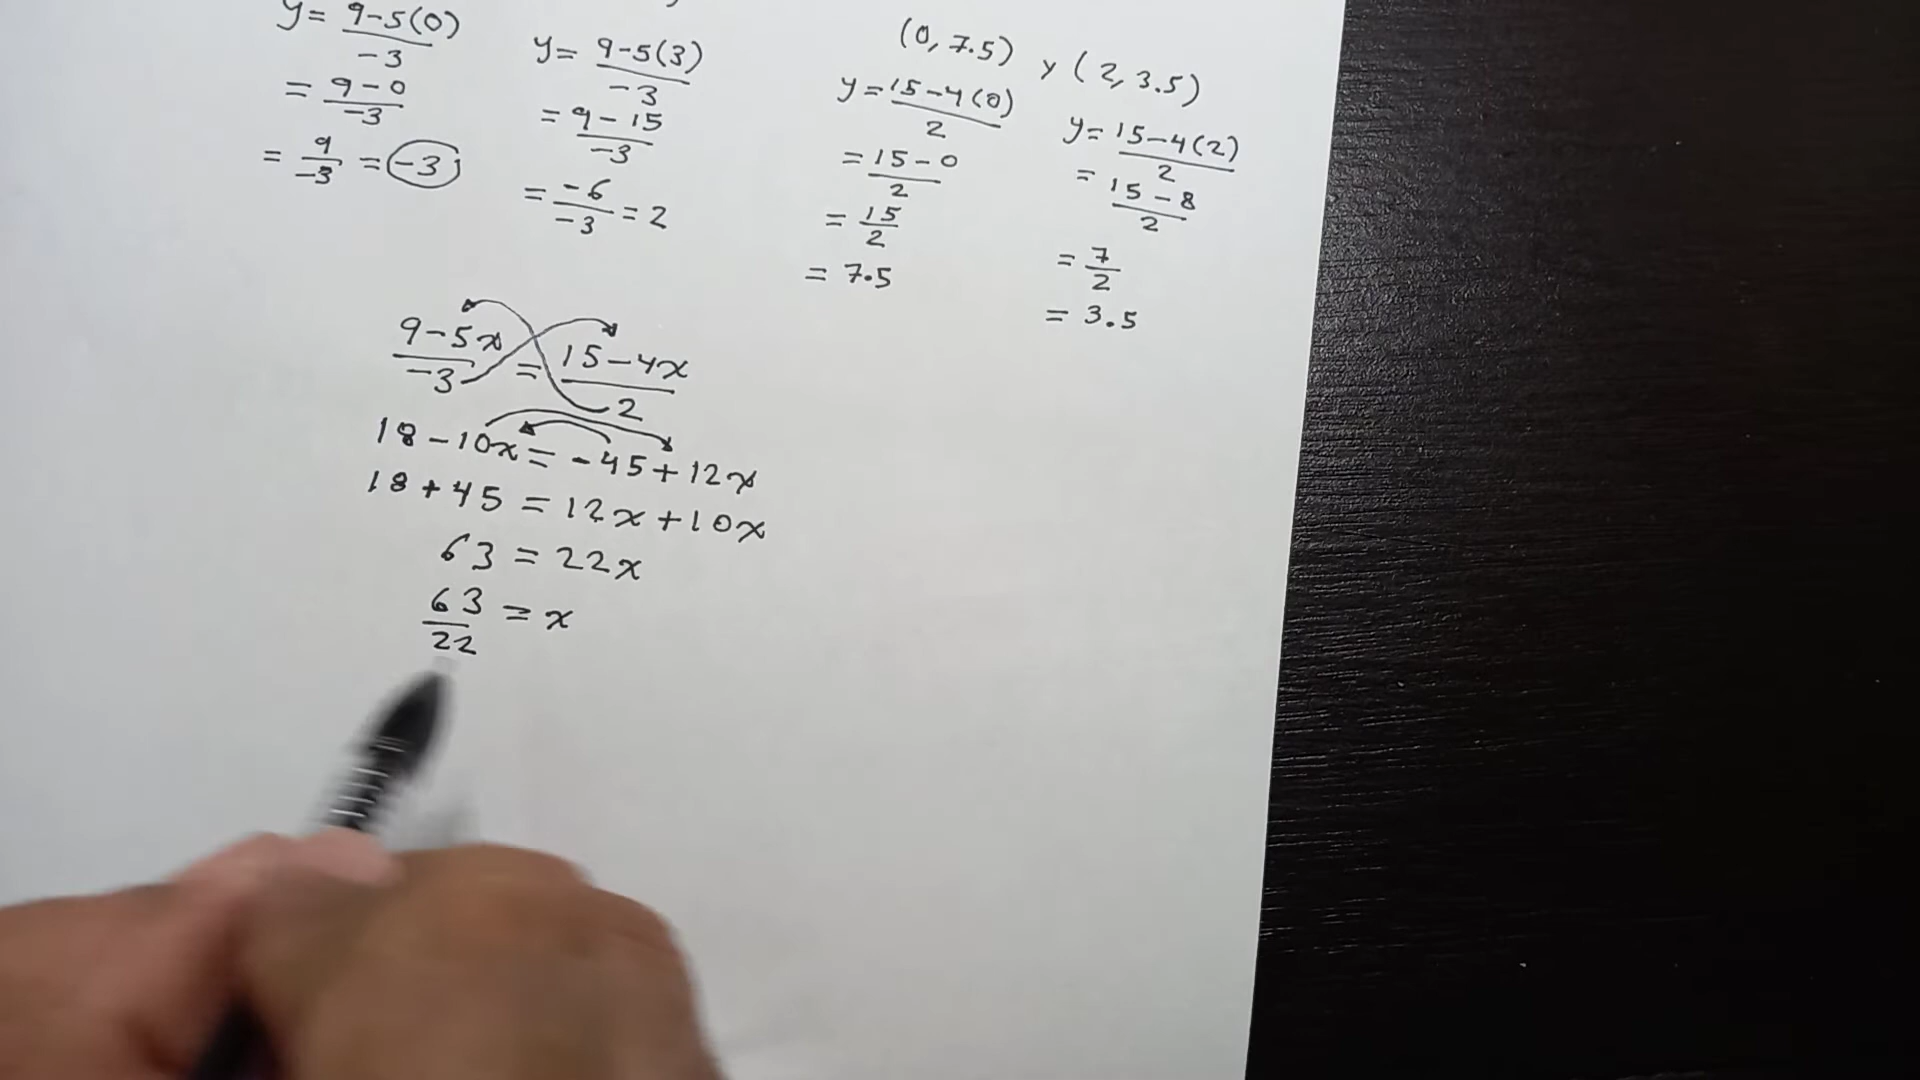 y = 9-5(0)/-3
= 9-0/-3
= 9/-3 = -3
y = 9-5(3)/-3
= 9-15/-3
= -6/-3 = 2
(0, 7.5) y (2, 3.5)
y = 15-4(0)/2
= 15-0/2
= 15/2
= 7.5
y = 15-4(2)/2
= 15-8/2
= 7/2
= 3.5
9-5x/-3 = 15-4x/2
18-10x = -45+12x
18+45 = 12x+10x
63 = 22x
63/22 = x